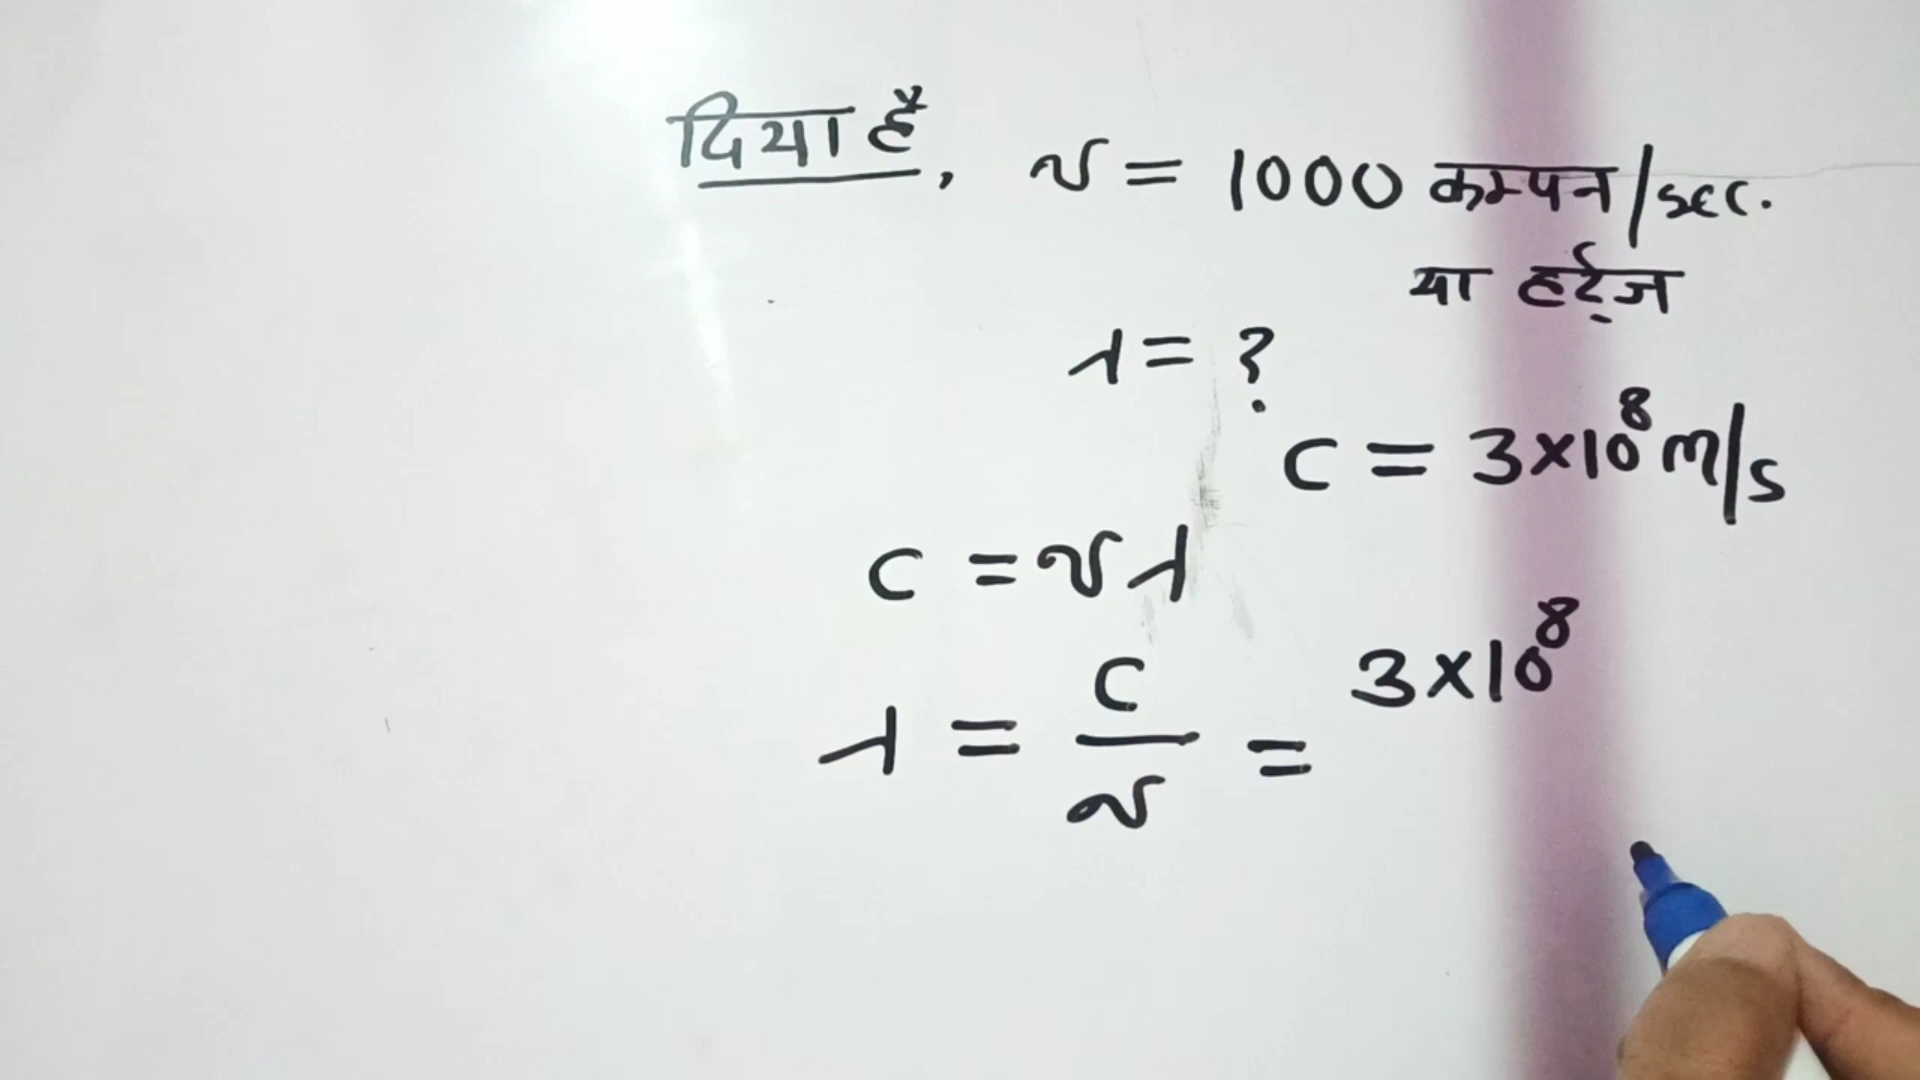 दिया है, ν = 1000 कम्पन/sec.
या हर्ट्ज
λ = ?
C = 3×10⁸ m/s
C = νλ
λ = C/ν = 3×10⁸